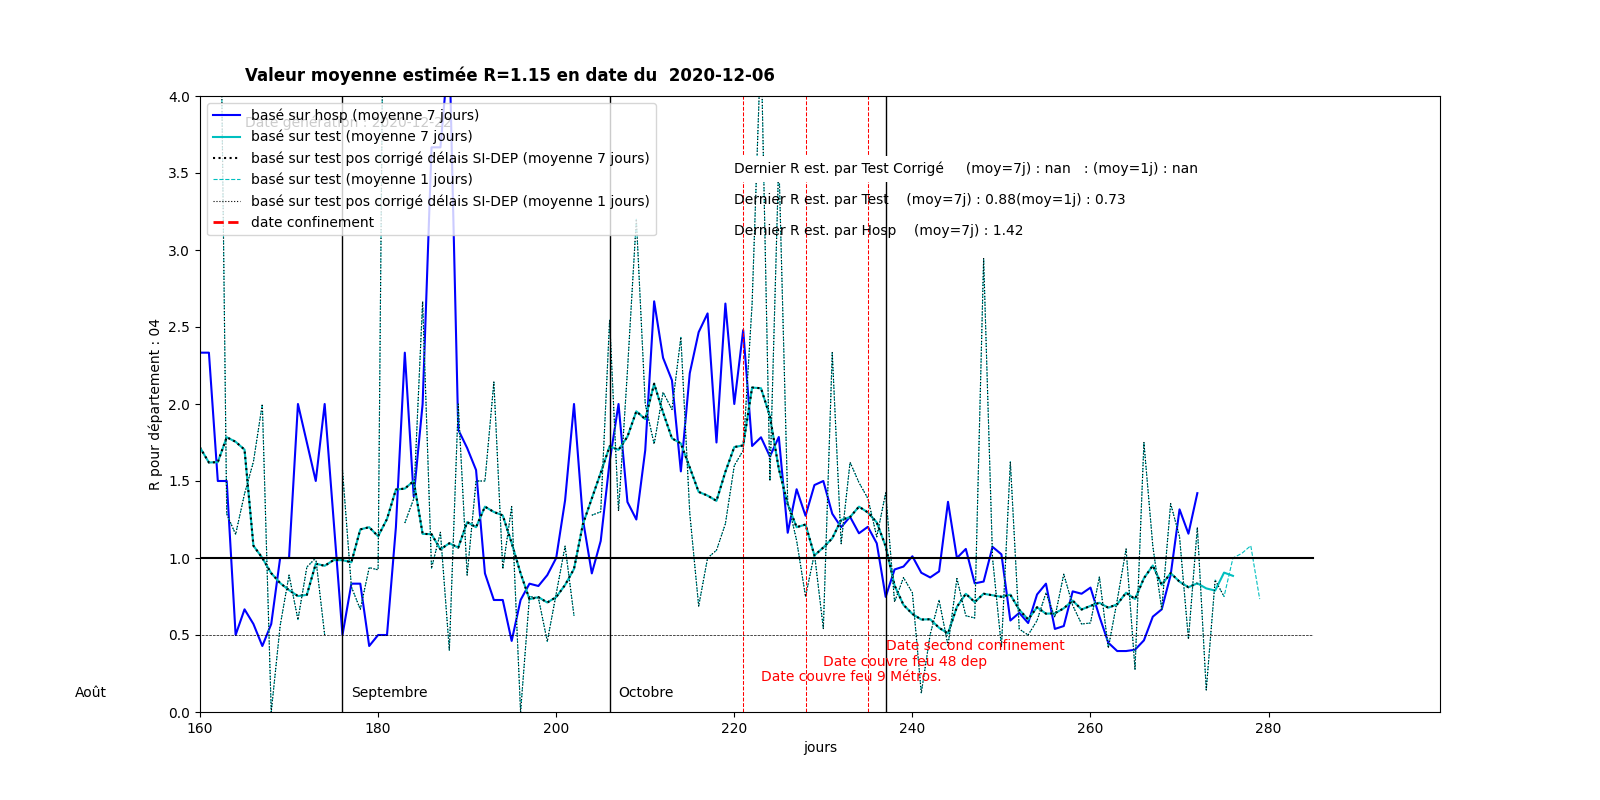 Valeur moyenne estimée R=1.15 en date du  2020-12-06
Date génération : 2020-12-
basé sur hosp (moyenne 7 jours)
basé sur test (moyenne 7 jours)
basé sur test pos corrigé délais SI-DEP (moyenne 7 jours)
basé sur test (moyenne 1 jours)
basé sur test pos corrigé délais SI-DEP (moyenne 1 jours)
date confinement
Dernier R est. par Test Corrigé     (moy=7j) : nan   : (moy=1j) : nan
Dernier R est. par Test    (moy=7j) : 0.88(moy=1j) : 0.73
Dernier R est. par Hosp    (moy=7j) : 1.42
R pour département : 04
4.0
3.5
3.0
2.5
2.0
1.5
1.0
0.5
0.0
Date second confinement
Date couvre feu 48 dep
Date couvre feu 9 Métros.
Août
Septembre
Octobre
160
180
200
220
240
260
280
jours